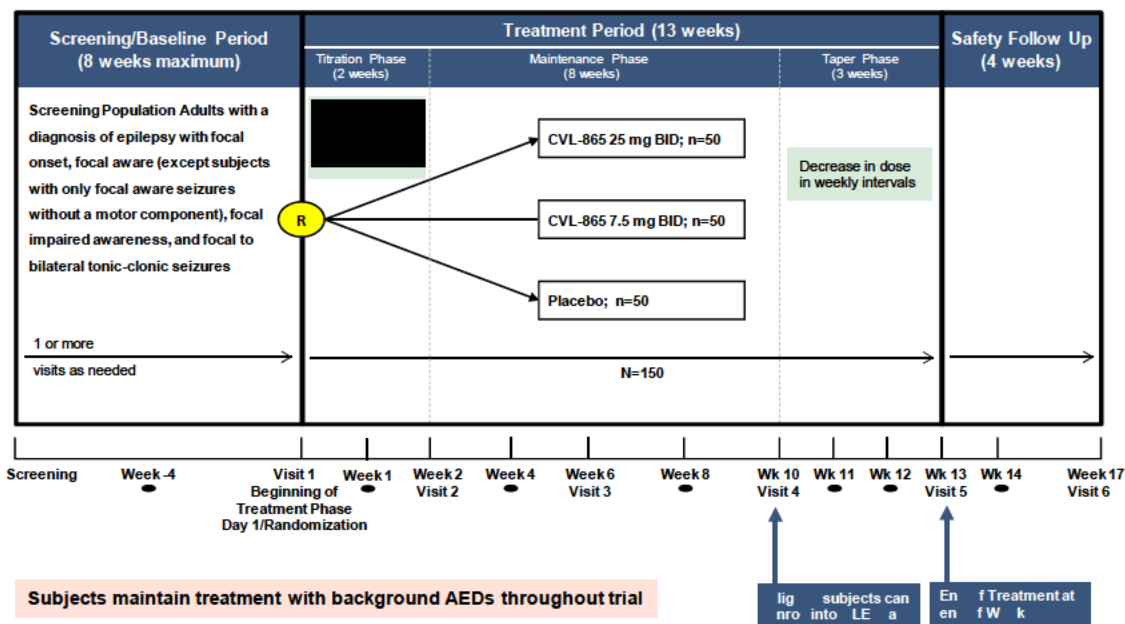 Screening/Baseline Period
(8 weeks maximum)
Treatment Period (13 weeks)
Titration Phase
(2 weeks)
Maintenance Phase
(8 weeks)
Taper Phase
(3 weeks)
Safety Follow Up
(4 weeks)
Screening Population Adults with a
diagnosis of epilepsy with focal
onset, focal aware (except subjects
with only focal aware seizures
without a motor component), focal
impaired awareness, and focal to
bilateral tonic-clonic seizures
R
CVL-865 25 mg BID; n=50
CVL-865 7.5 mg BID; n=50
Placebo; n=50
Decrease in dose
in weekly intervals
1 or more
visits as needed
N=150
Screening
Week -4
Visit 1
Beginning of
Treatment Phase
Day 1/Randomization
Week 1
Week 2
Visit 2
Week 4
Week 6
Visit 3
Week 8
Wk 10
Visit 4
Wk 11
Wk 12
Wk 13
Visit 5
Wk 14
Week 17
Visit 6
Subjects maintain treatment with background AEDs throughout trial
subjects can
into
Treatment at